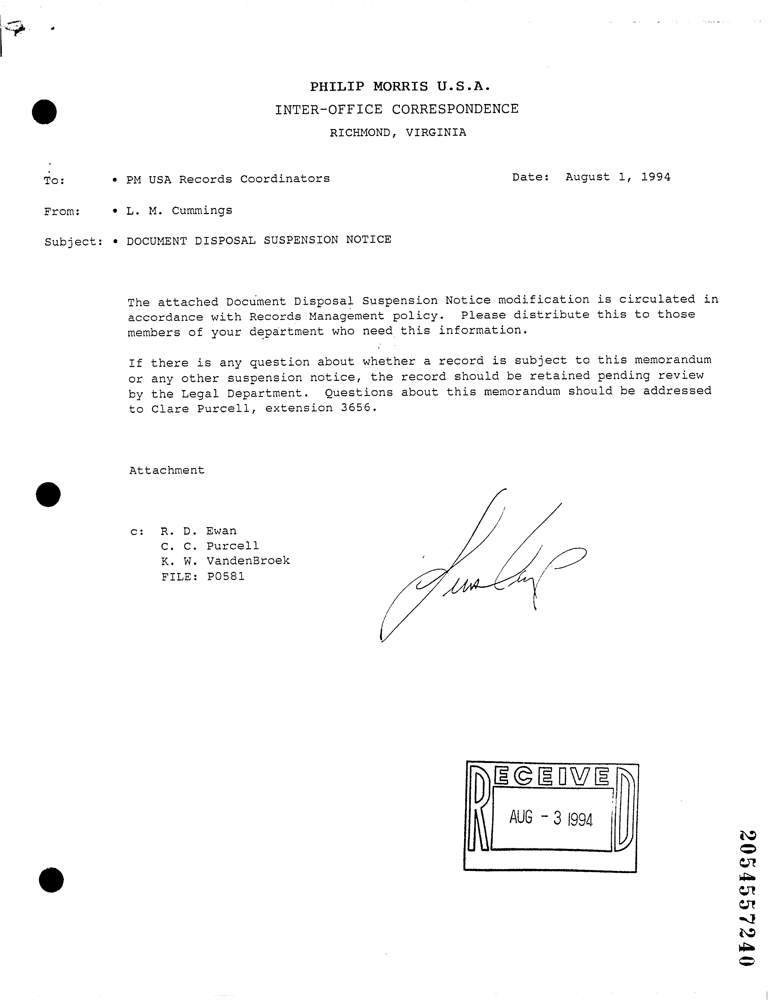 PHILIP MORRIS U.S.A.
INTER-OFFICE CORRESPONDENCE
RICHMOND, VIRGINIA
To: • PM USA Records Coordinators Date: August 1, 1994
From: • L. M. Cummings
Subject: • DOCUMENT DISPOSAL SUSPENSION NOTICE
The attached Document Disposal Suspension Notice modification is circulated in
accordance with Records Management policy. Please distribute this to those
members of your department who need this information.
If there is any question about whether a record is subject to this memorandum
or any other suspension notice, the record should be retained pending review
by the Legal Department. Questions about this memorandum should be addressed
to Clare Purcell, extension 3656.
Attachment
c: R. D. Ewan
C. C. Purcell
K. W. VandenBroek
FILE: P0581
RECEIVED
AUG - 3 1994
2054557240